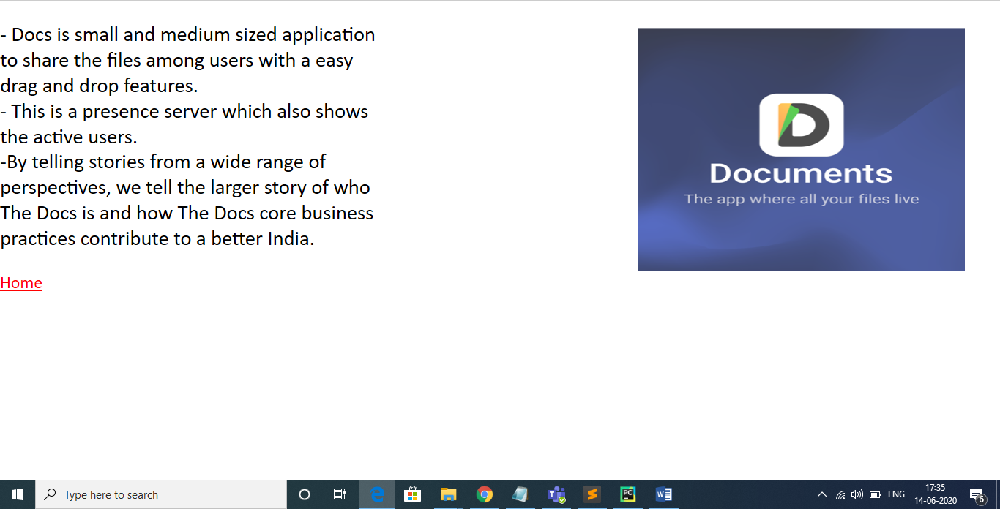 - Docs is small and medium sized application
to share the files among users with a easy
drag and drop features.
- This is a presence server which also shows
the active users.
-By telling stories from a wide range of
perspectives, we tell the larger story of who
The Docs is and how The Docs core business
practices contribute to a better India.
Home
D
Documents
The app where all your files live
Type here to search
PC
W
ENG
17:35
14-06-2020
6